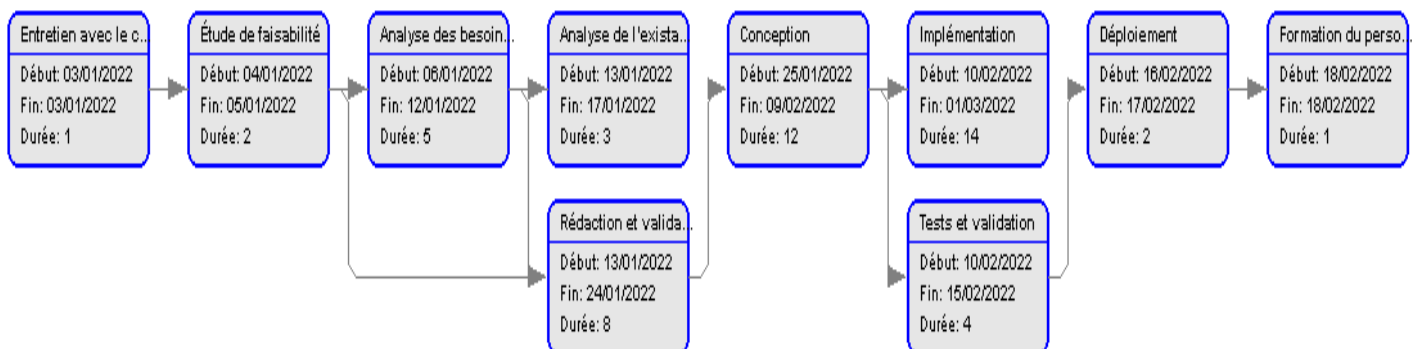 Entretien avec le c...
Début: 03/01/2022
Fin: 03/01/2022
Durée: 1
Étude de faisabilité
Début: 04/01/2022
Fin: 05/01/2022
Durée: 2
Analyse des besoin...
Début: 06/01/2022
Fin: 12/01/2022
Durée: 5
Analyse de l'exista...
Début: 13/01/2022
Fin: 17/01/2022
Durée: 3
Rédaction et valida...
Début: 13/01/2022
Fin: 24/01/2022
Durée: 8
Conception
Début: 25/01/2022
Fin: 09/02/2022
Durée: 12
Implémentation
Début: 10/02/2022
Fin: 01/03/2022
Durée: 14
Tests et validation
Début: 10/02/2022
Fin: 15/02/2022
Durée: 4
Déploiement
Début: 16/02/2022
Fin: 17/02/2022
Durée: 2
Formation du perso...
Début: 18/02/2022
Fin: 18/02/2022
Durée: 1